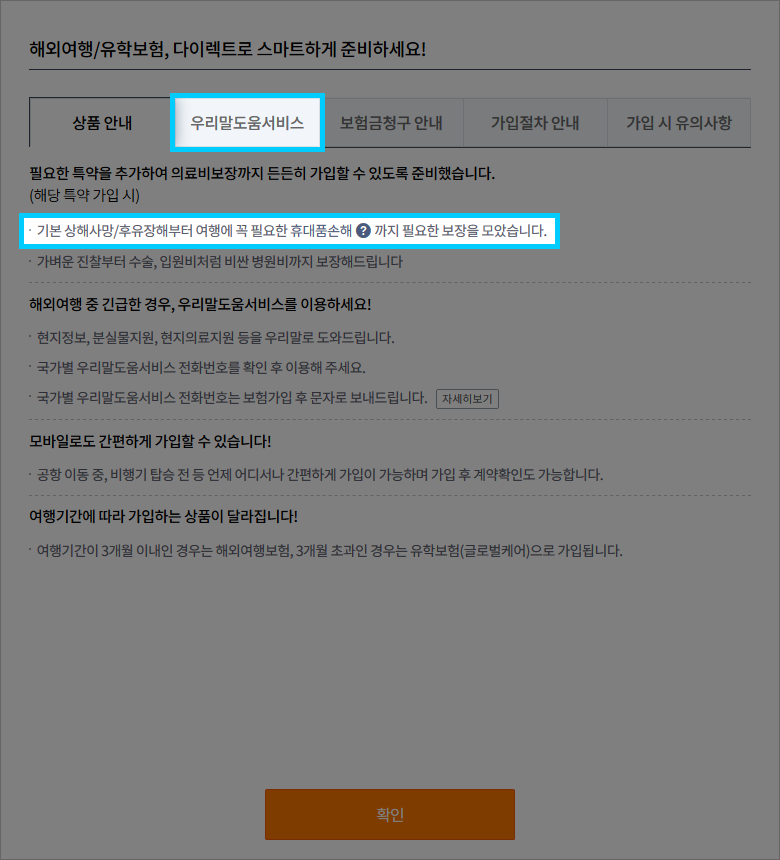 해외여행/유학보험, 다이렉트로 스마트하게 준비하세요!
상품 안내
우리말도움서비스
보험금청구 안내
가입절차 안내
가입 시 유의사항
필요한 특약을 추가하여 의료비보장까지 든든히 가입할 수 있도록 준비했습니다.
(해당 특약 가입 시)
· 기본 상해사망/후유장해부터 여행에 꼭 필요한 휴대품손해 ? 까지 필요한 보장을 모았습니다.
· 가벼운 진찰부터 수술, 입원비처럼 비싼 병원비까지 보장해드립니다
해외여행 중 긴급한 경우, 우리말도움서비스를 이용하세요!
· 현지정보, 분실물지원, 현지의료지원 등을 우리말로 도와드립니다.
· 국가별 우리말도움서비스 전화번호를 확인 후 이용해 주세요.
· 국가별 우리말도움서비스 전화번호는 보험가입 후 문자로 보내드립니다. 자세히보기
모바일로도 간편하게 가입할 수 있습니다!
· 공항 이동 중, 비행기 탑승 전 등 언제 어디서나 간편하게 가입이 가능하며 가입 후 계약확인도 가능합니다.
여행기간에 따라 가입하는 상품이 달라집니다!
· 여행기간이 3개월 이내인 경우는 해외여행보험, 3개월 초과인 경우는 유학보험(글로벌케어)으로 가입됩니다.
확인